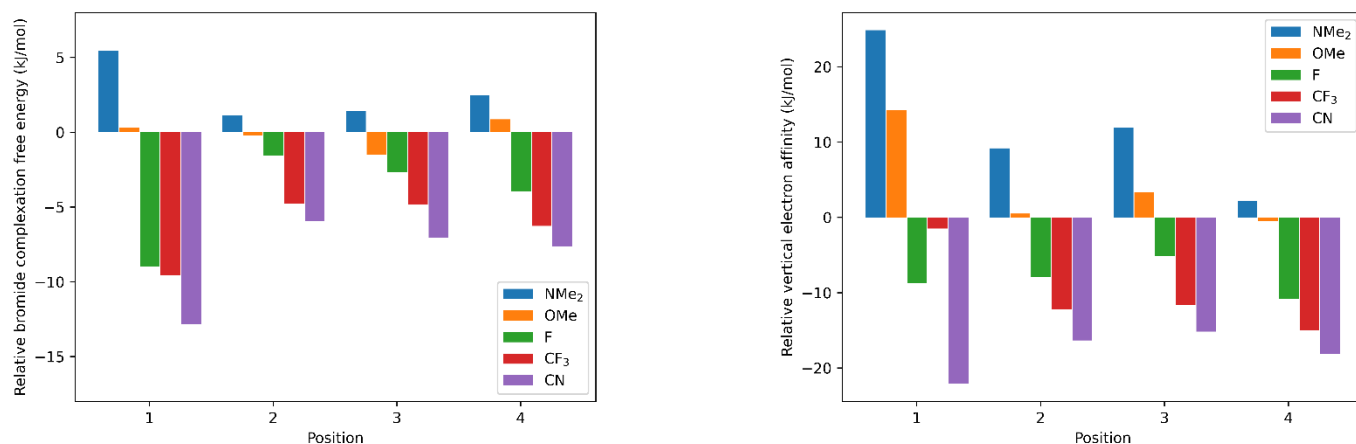 Relative bromide complexation free energy (kJ/mol)
5
0
−5
−10
−15
NMe₂
OMe
F
CF₃
CN
1
2
3
4
Position
Relative vertical electron affinity (kJ/mol)
20
10
0
−10
−20
NMe₂
OMe
F
CF₃
CN
1
2
3
4
Position